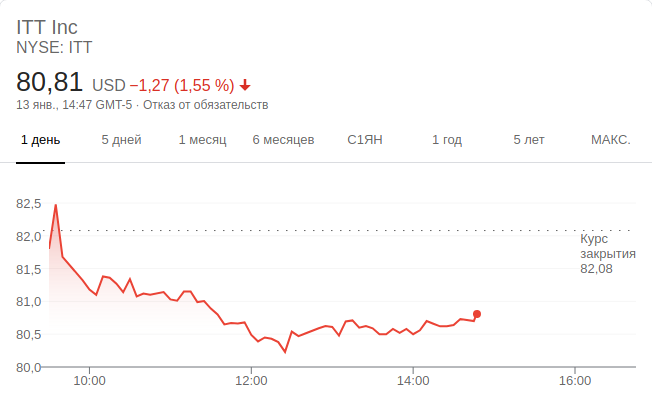 ITT Inc
NYSE: ITT
80,81 USD −1,27 (1,55 %)
13 янв., 14:47 GMT-5 · Отказ от обязательств
1 день 5 дней 1 месяц 6 месяцев С1ЯН 1 год 5 лет МАКС.
82,5
82,0
81,5
81,0
80,5
80,0
Курс
закрытия
82,08
10:00 12:00 14:00 16:00